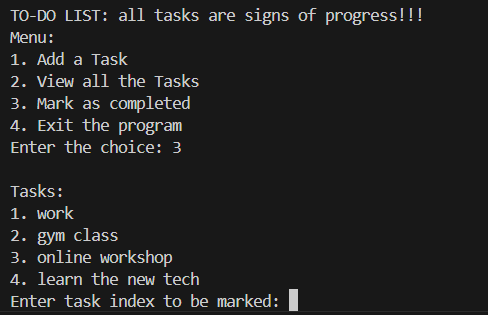 TO-DO LIST: all tasks are signs of progress!!!
Menu:
1. Add a Task
2. View all the Tasks
3. Mark as completed
4. Exit the program
Enter the choice: 3
Tasks:
1. work
2. gym class
3. online workshop
4. learn the new tech
Enter task index to be marked: